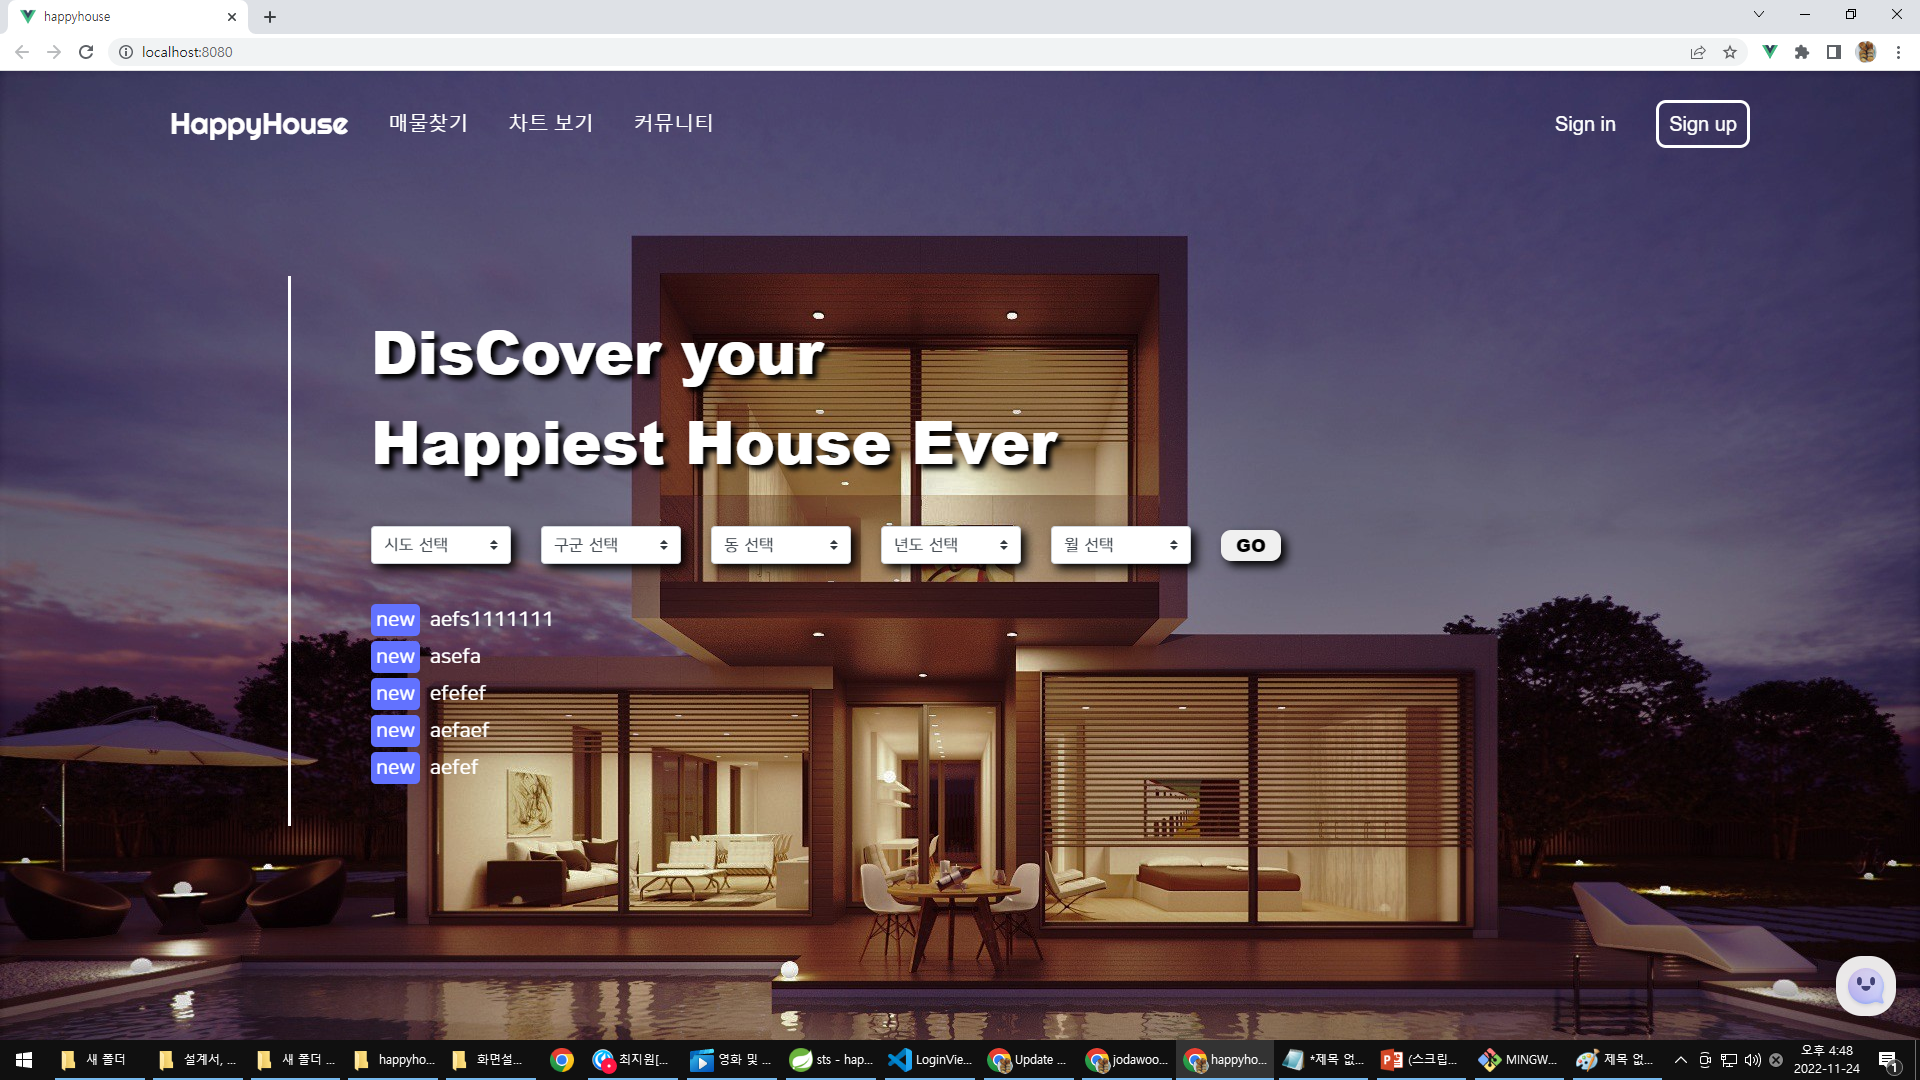 happyhouse
localhost:8080
HappyHouse 매물찾기 차트 보기 커뮤니티 Sign in Sign up
DisCover your
Happiest House Ever
시도 선택 구군 선택 동 선택 년도 선택 월 선택 GO
new aefs1111111
new asefa
new efefef
new aefaef
new aefef
새 폴더 설계서, ... 새 폴더 ... happyho... 화면설... 최지원[... 영화 및 ... sts - hap... LoginVie... Update ... jodawoo... happyho... *제목 없... (스크립... MINGW... 제목 없... 오후 4:48
2022-11-24 1